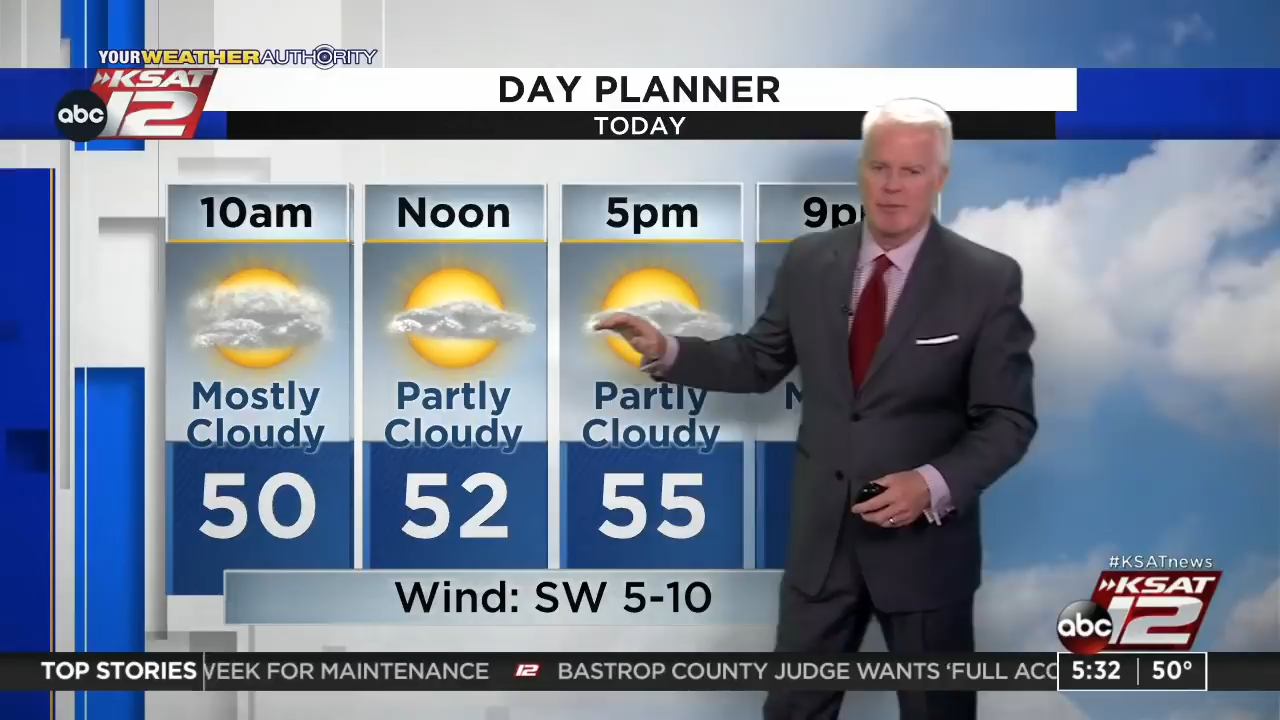 YOUR WEATHER AUTHORITY
KSAT
abc 12
DAY PLANNER
TODAY
10am
Noon
5pm
Mostly
Cloudy
Partly
Cloudy
Partly
Cloudy
50
52
55
Wind: SW 5-10
#KSATnews
KSAT
abc 12
TOP STORIES
WEEK FOR MAINTENANCE 12 BASTROP COUNTY JUDGE WANTS ‘FULL ACC
5:32 50°